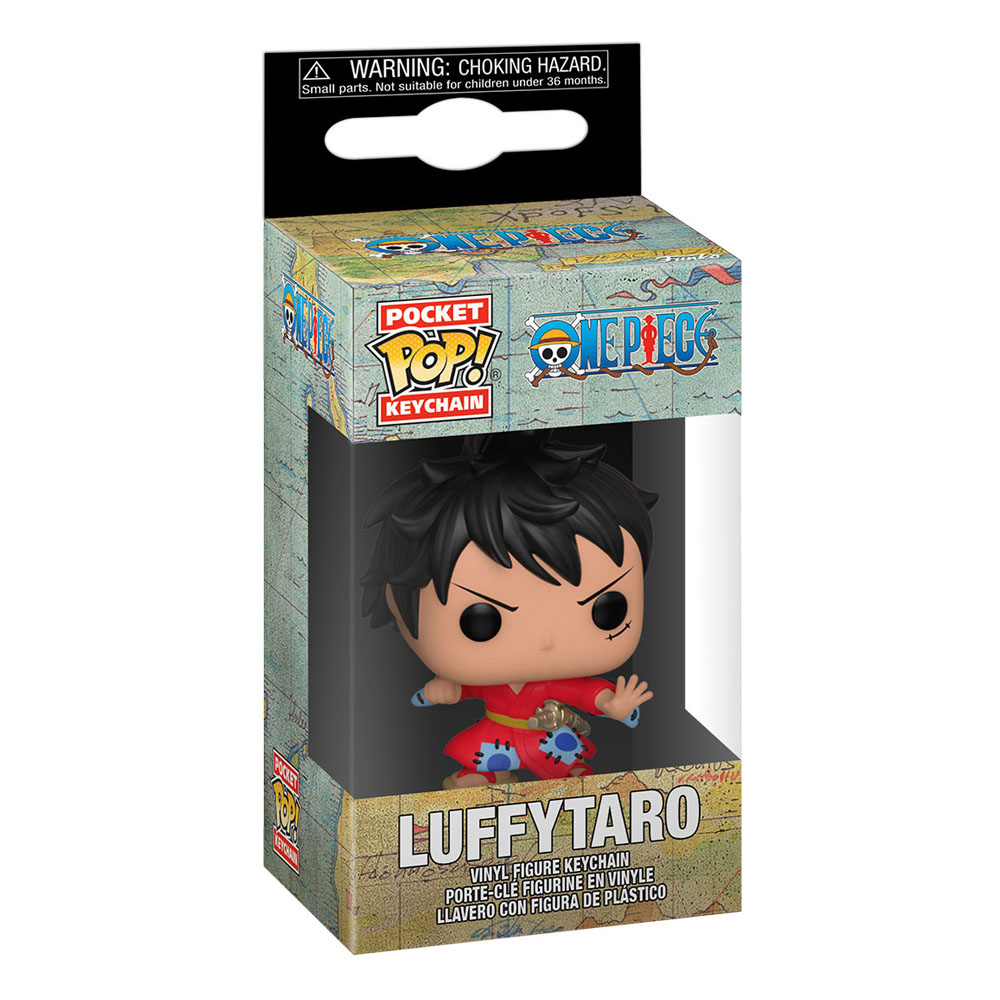 WARNING: CHOKING HAZARD.
Small parts. Not suitable for children under 36 months.
ONE PIECE
Funko
POCKET
POP!®
KEYCHAIN
ONE PIECE
ONE PIECE
POCKET
POP!
KEYCHAIN
LUFFYTARO
VINYL FIGURE KEYCHAIN
PORTE-CLÉ FIGURINE EN VINYLE
LLAVERO CON FIGURA DE PLÁSTICO